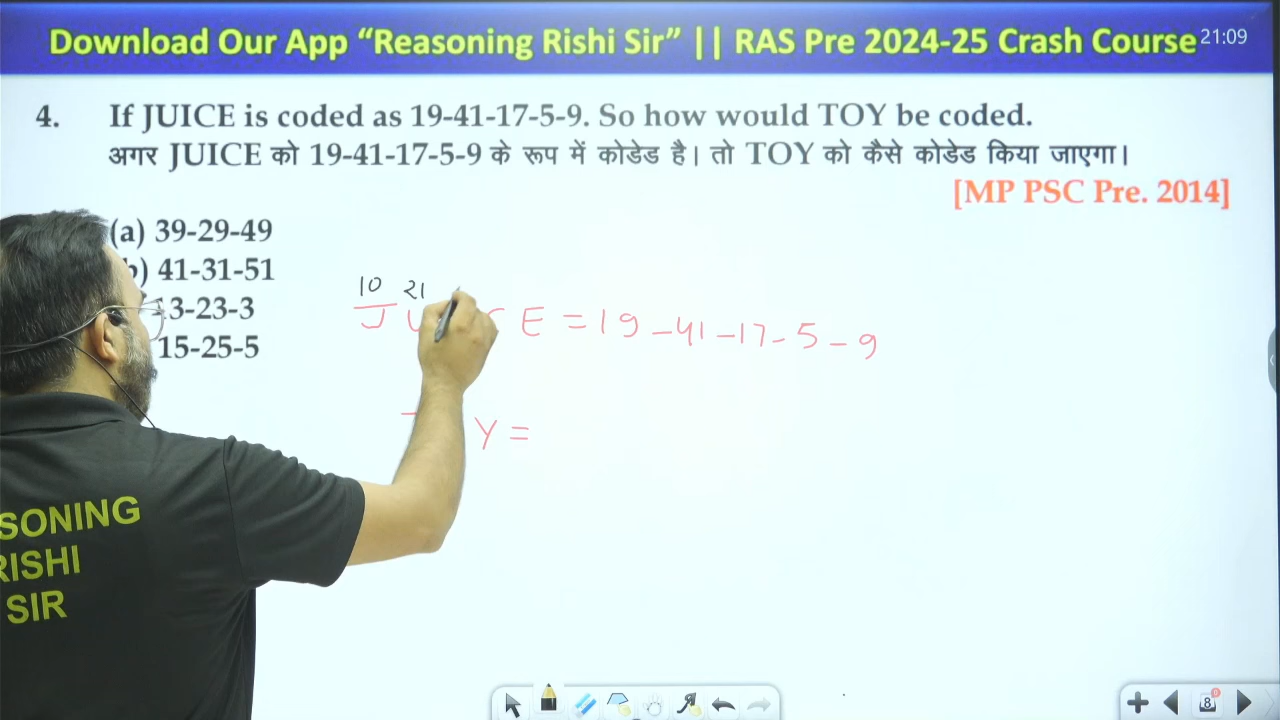 Download Our App “Reasoning Rishi Sir” || RAS Pre 2024-25 Crash Course
21:09
4. If JUICE is coded as 19-41-17-5-9. So how would TOY be coded.
अगर JUICE को 19-41-17-5-9 के रूप में कोडेड है। तो TOY को कैसे कोडेड किया जाएगा।
[MP PSC Pre. 2014]
(a) 39-29-49
) 41-31-51
3-23-3
15-25-5
10 21
J U E = 19 - 41 - 17 - 5 - 9
Y =
SONING
RISHI
SIR
8